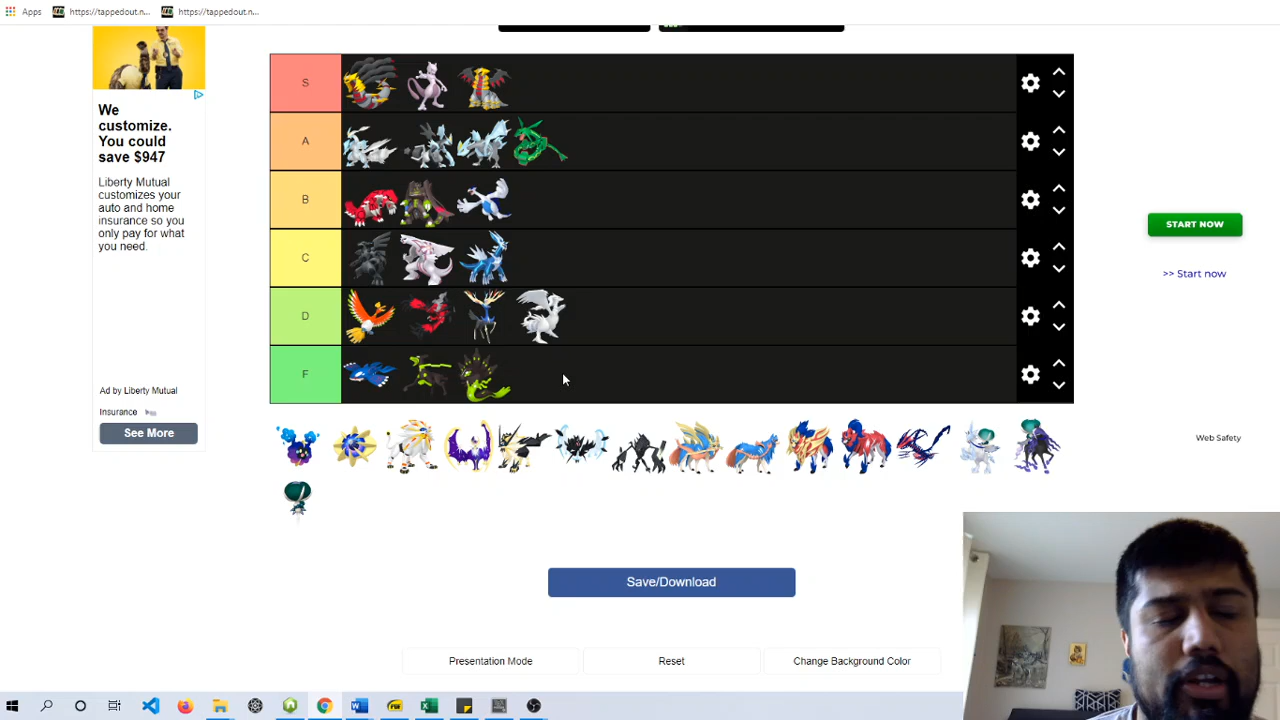 Apps
https://tappedout.n...
https://tappedout.n...
We
customize.
You could
save $947
Liberty Mutual
customizes your
auto and home
insurance so you
only pay for what
you need.
Ad by Liberty Mutual
Insurance
See More
S
A
B
C
D
F
START NOW
>> Start now
Web Safety
Save/Download
Presentation Mode
Reset
Change Background Color